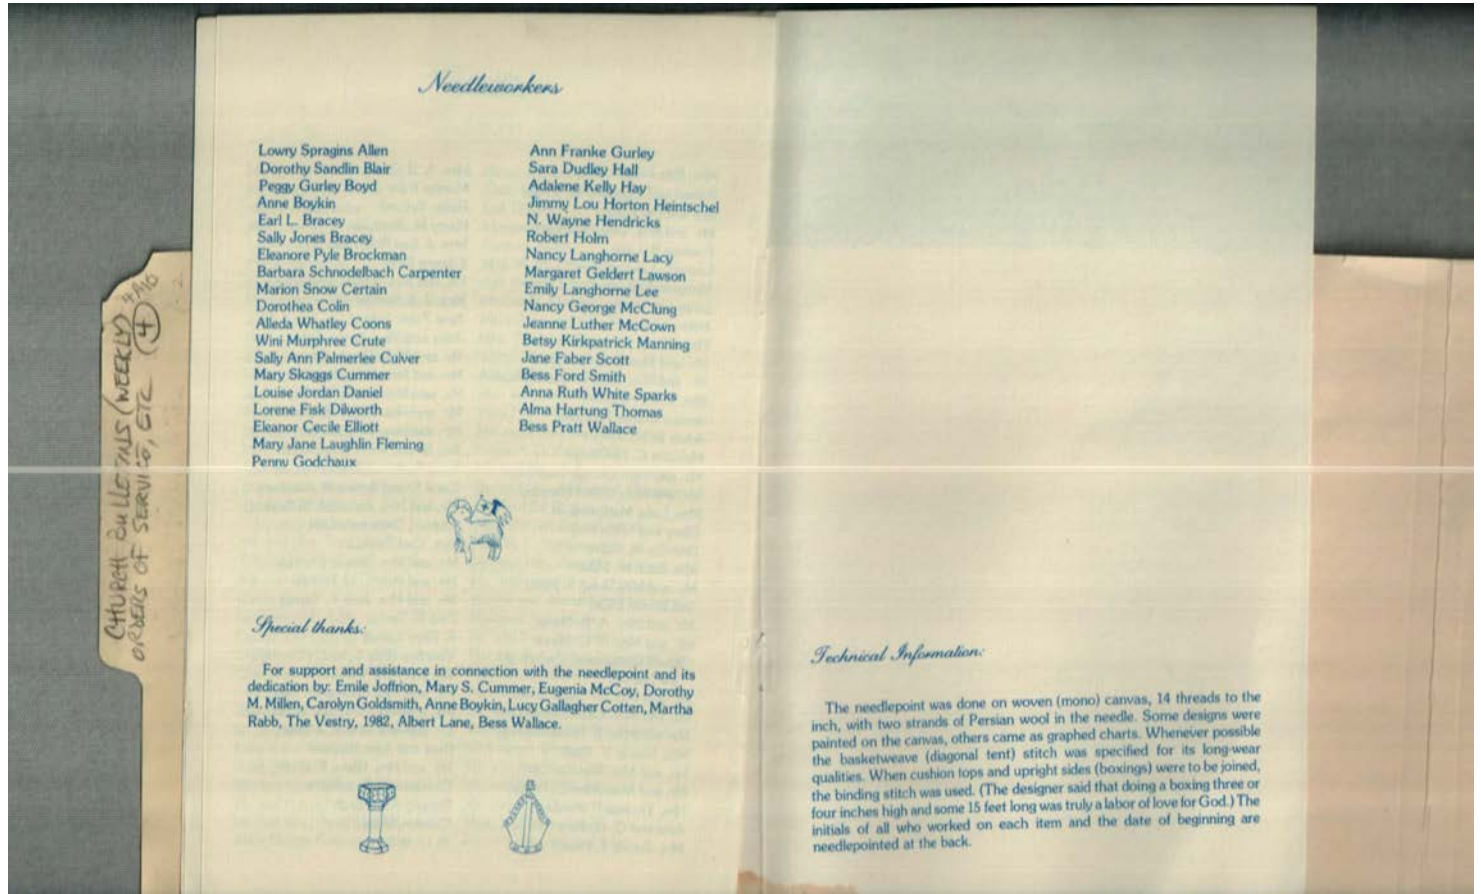 Needleworkers
Lowry Spragins Allen
Dorothy Sandlin Blair
Peggy Gurley Boyd
Anne Boykin
Earl L. Bracey
Sally Jones Bracey
Eleanore Pyle Brockman
Barbara Schnodelbach Carpenter
Marion Snow Certain
Dorothea Colin
Alleda Whatley Coons
Wini Murphree Crute
Sally Ann Palmerlee Culver
Mary Skaggs Cummer
Louise Jordan Daniel
Lorene Fisk Dilworth
Eleanor Cecile Elliott
Mary Jane Laughlin Fleming
Penny Godchaux
Ann Franke Gurley
Sara Dudley Hall
Adalene Kelly Hay
Jimmy Lou Horton Heintschel
N. Wayne Hendricks
Robert Holm
Nancy Langhorne Lacy
Margaret Geldert Lawson
Emily Langhorne Lee
Nancy George McClung
Jeanne Luther McCown
Betsy Kirkpatrick Manning
Jane Faber Scott
Bess Ford Smith
Anna Ruth White Sparks
Alma Hartung Thomas
Bess Pratt Wallace
Special thanks:
For support and assistance in connection with the needlepoint and its
dedication by: Emile Joffrion, Mary S. Cummer, Eugenia McCoy, Dorothy
M. Millen, Carolyn Goldsmith, Anne Boykin, Lucy Gallagher Cotten, Martha
Rabb, The Vestry, 1982, Albert Lane, Bess Wallace.
Technical Information:
The needlepoint was done on woven (mono) canvas, 14 threads to the
inch, with two strands of Persian wool in the needle. Some designs were
painted on the canvas, others came as graphed charts. Whenever possible
the basketweave (diagonal tent) stitch was specified for its long-wear
qualities. When cushion tops and upright sides (boxings) were to be joined,
the binding stitch was used. (The designer said that doing a boxing three or
four inches high and some 15 feet long was truly a labor of love for God.) The
initials of all who worked on each item and the date of beginning are
needlepointed at the back.
CHURCH BULLETINS (WEEKLY)
ORDERS OF SERVICE, ETC (4)